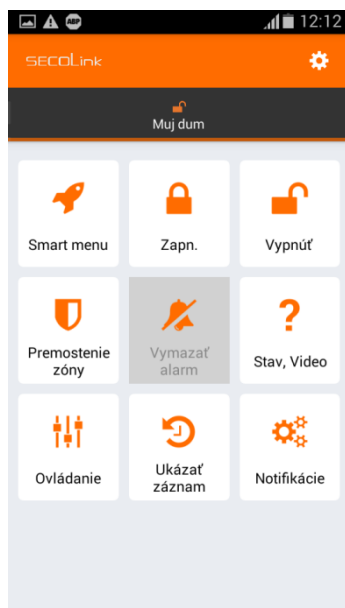 ABP
12:12
SECOLink
Muj dum
Smart menu
Zapn.
Vypnúť
Premostenie
zóny
Vymazať
alarm
Stav, Video
Ovládanie
Ukázať
záznam
Notifikácie